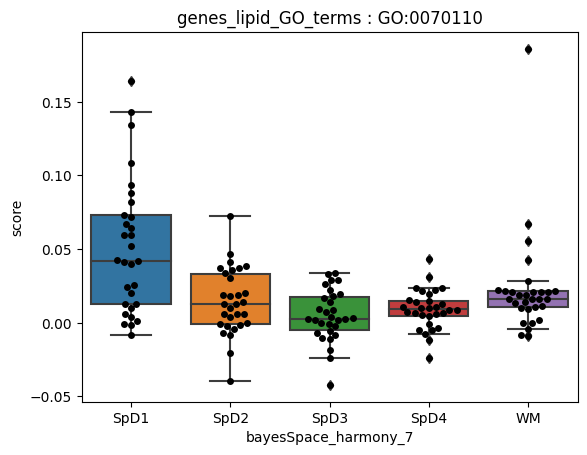 genes_lipid_GO_terms : GO:0070110
score
0.15
0.10
0.05
0.00
−0.05
SpD1 SpD2 SpD3 SpD4 WM
bayesSpace_harmony_7